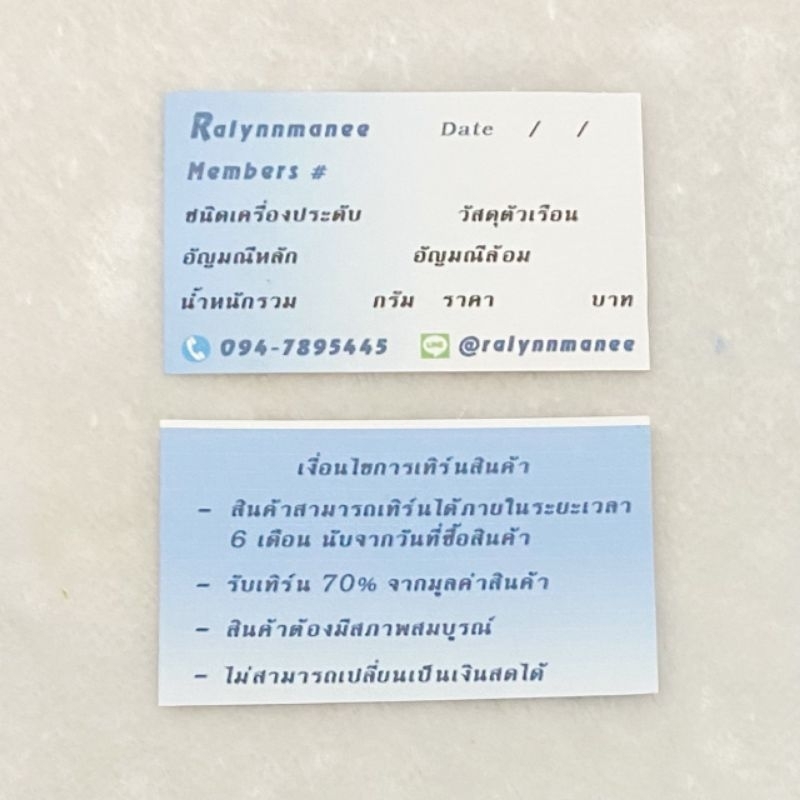 Ralynnmanee Date / /
Members #
ชนิดเครื่องประดับ วัสดุตัวเรือน
อัญมณีหลัก อัญมณีล้อม
น้ำหนักรวม กรัม ราคา บาท
094-7895445 LINE @ralynnmanee
เงื่อนไขการเทิร์นสินค้า
- สินค้าสามารถเทิร์นได้ภายในระยะเวลา
6 เดือน นับจากวันที่ซื้อสินค้า
- รับเทิร์น 70% จากมูลค่าสินค้า
- สินค้าต้องมีสภาพสมบูรณ์
- ไม่สามารถเปลี่ยนเป็นเงินสดได้